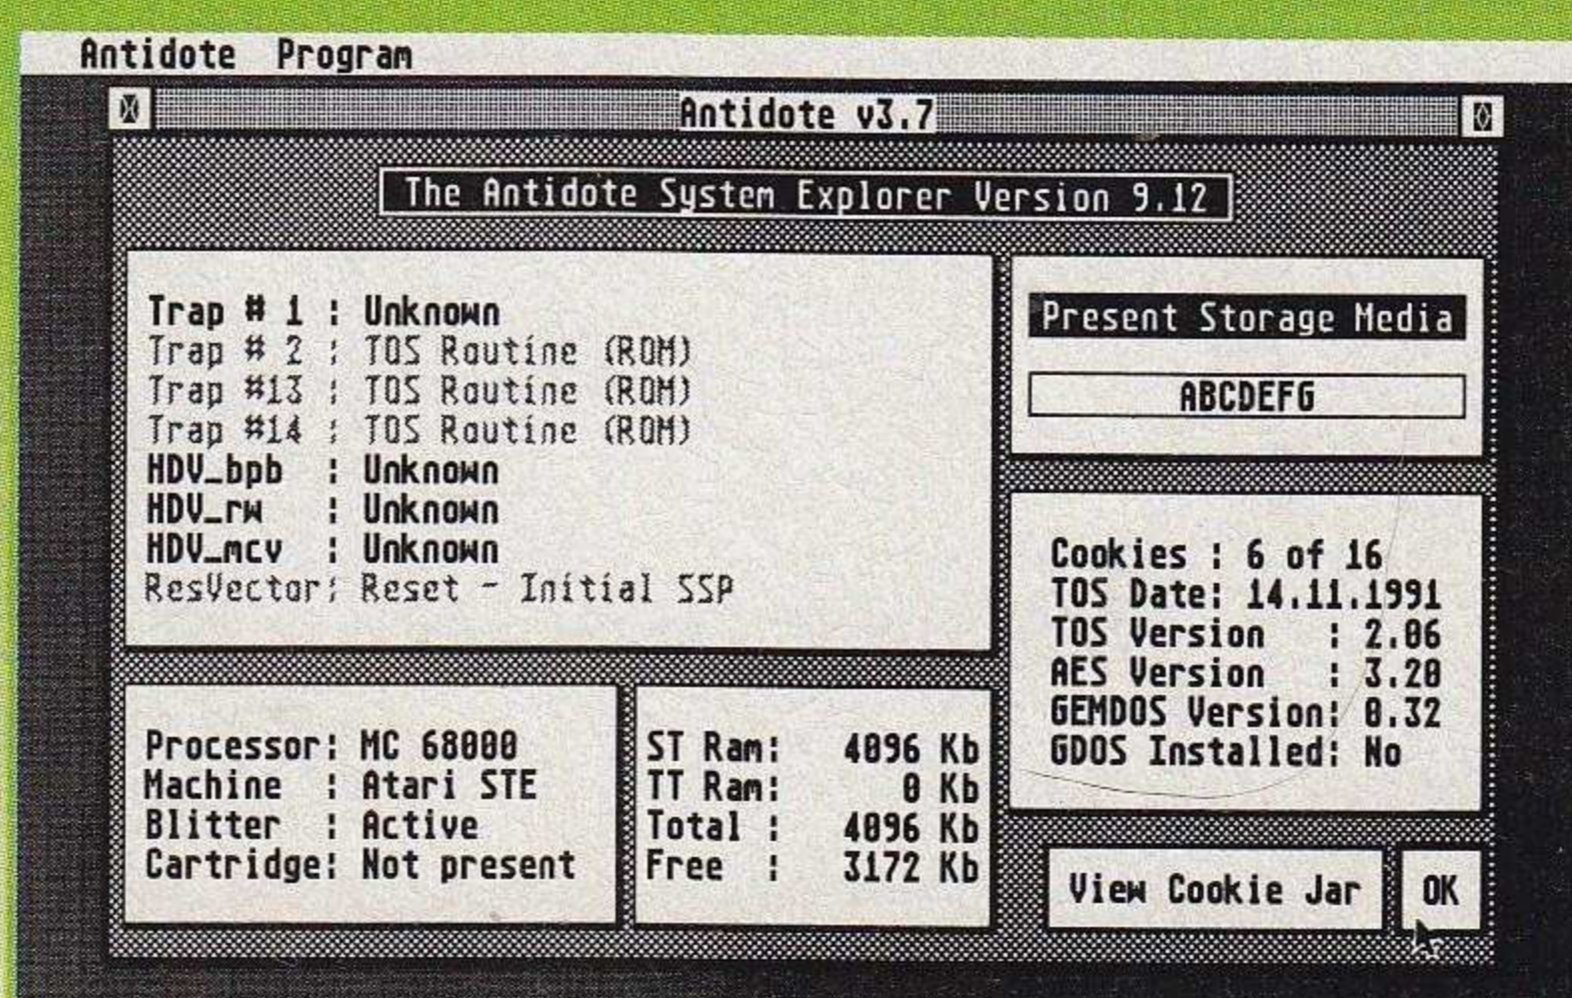 Antidote Program
Antidote v3.7
The Antidote System Explorer Version 9.12
Trap # 1 : Unknown
Trap # 2 : TOS Routine (ROM)
Trap #13 : TOS Routine (ROM)
Trap #14 : TOS Routine (ROM)
HDV_bpb : Unknown
HDV_rw : Unknown
HDV_mcv : Unknown
ResVector: Reset - Initial SSP
Present Storage Media
ABCDEFG
Cookies : 6 of 16
TOS Date: 14.11.1991
TOS Version : 2.06
AES Version : 3.20
GEMDOS Version: 0.32
GDOS Installed: No
Processor: MC 68000
Machine : Atari STE
Blitter : Active
Cartridge: Not present
ST Ram: 4096 Kb
TT Ram: 0 Kb
Total : 4096 Kb
Free : 3172 Kb
View Cookie Jar
OK